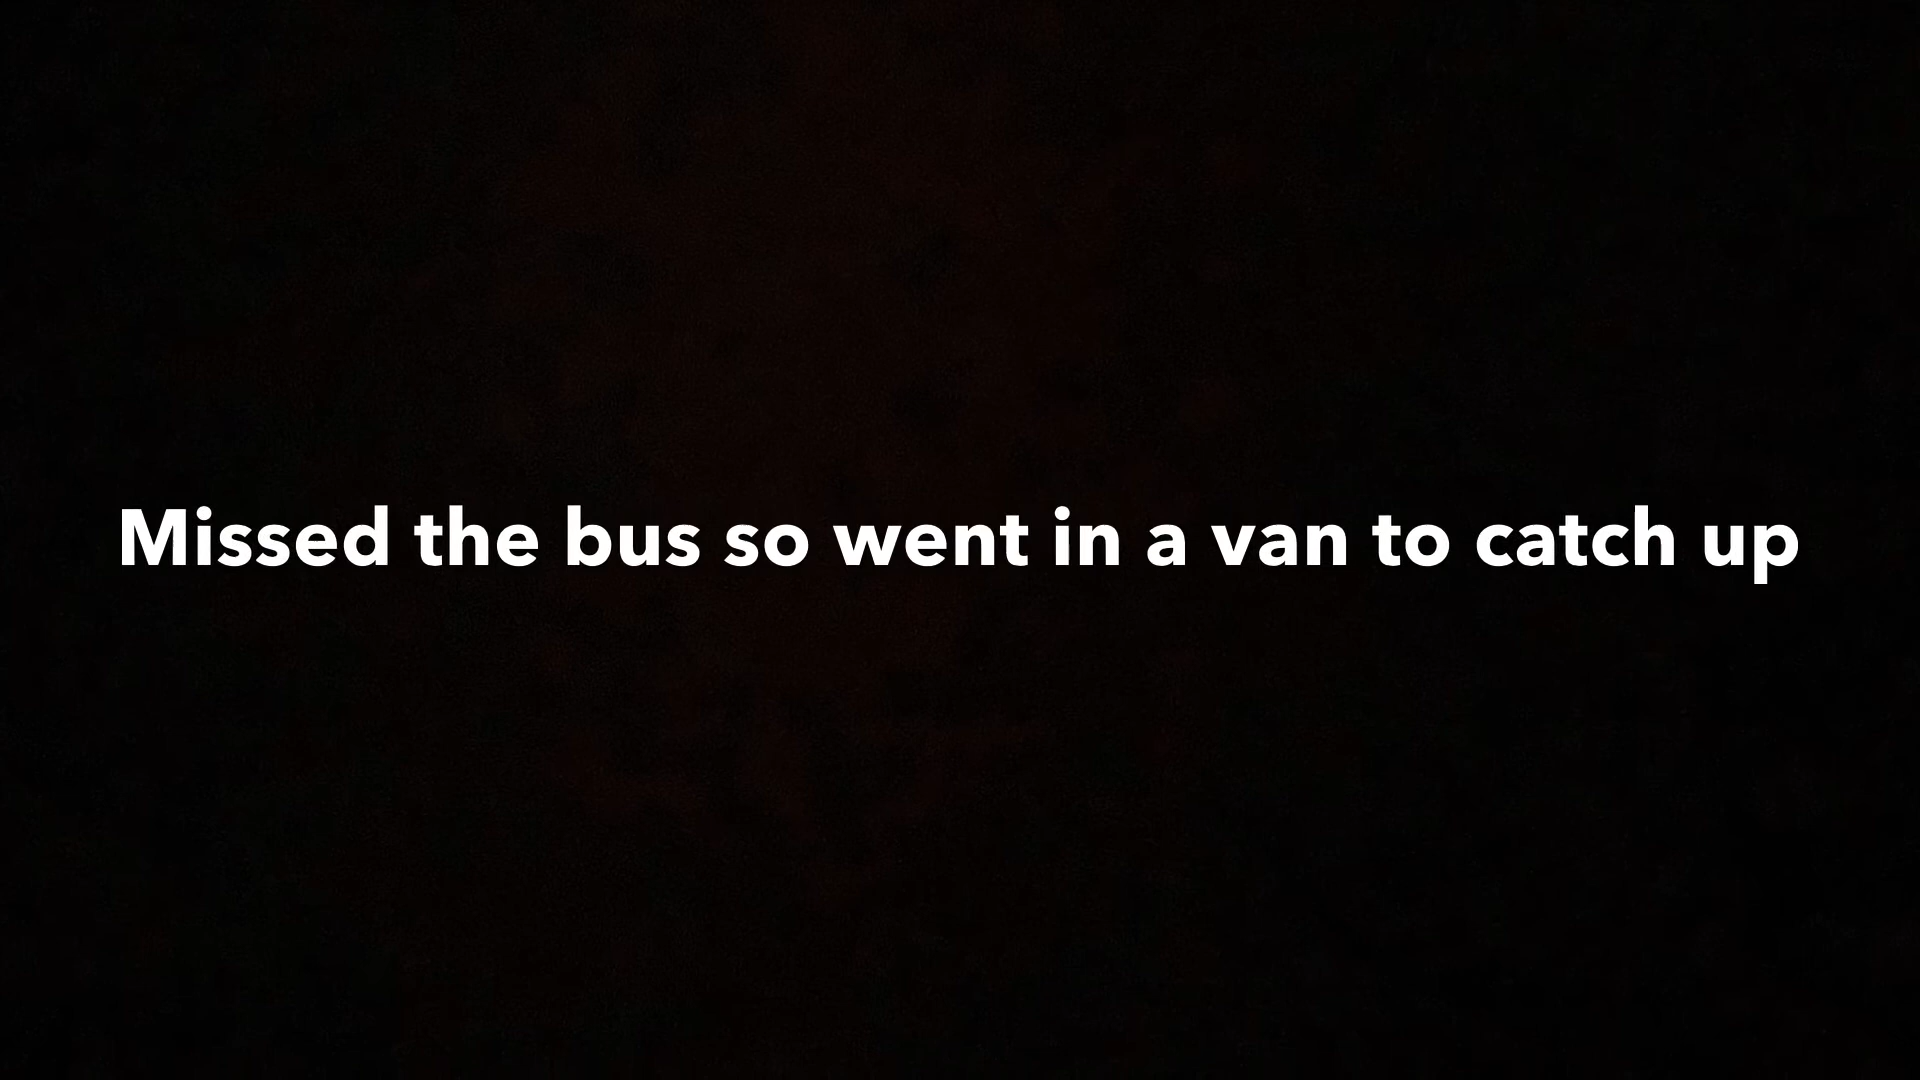 Missed the bus so went in a van to catch up